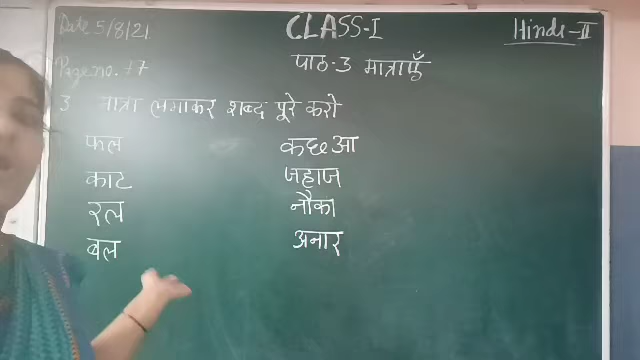 Date 5/8/21 CLASS-I Hindi-II
Page no. 77 पाठ-3 मात्राएँ
3 मात्रा लगाकर शब्द पूरे करो
फल कछुआ
काट जहाज
रल नौका
बल अनार